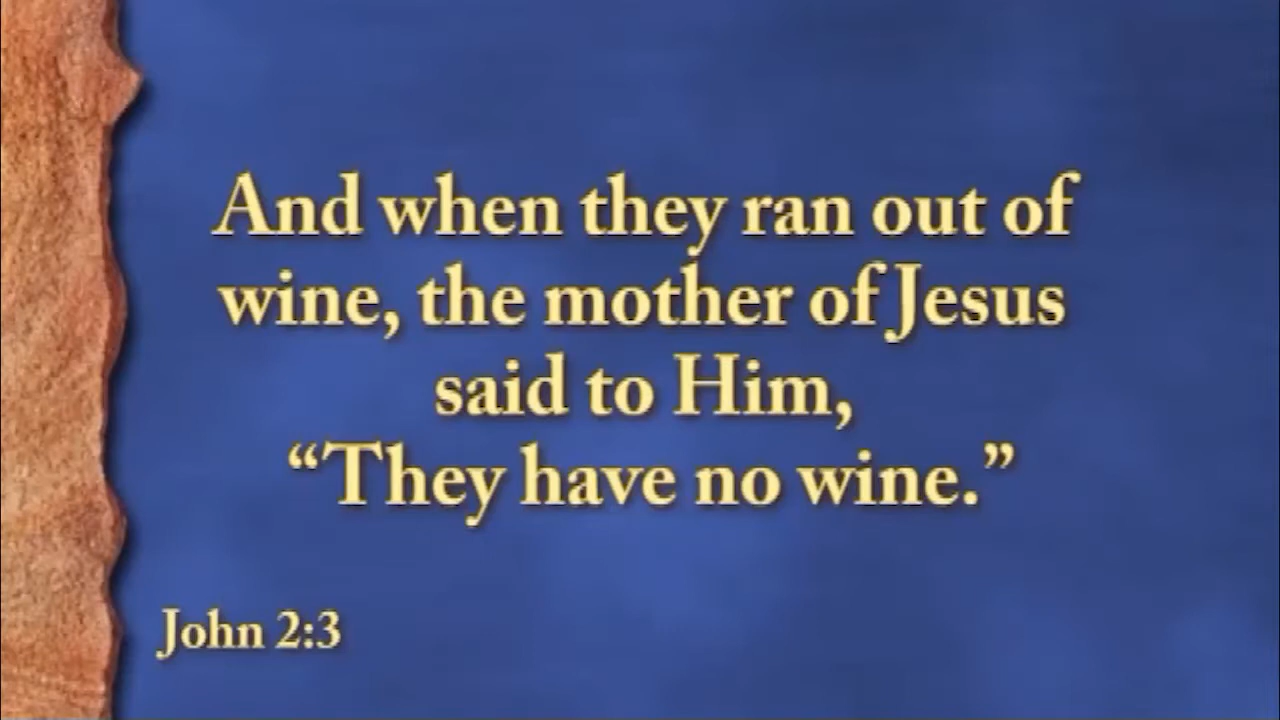 And when they ran out of
wine, the mother of Jesus
said to Him,
“They have no wine.”
John 2:3